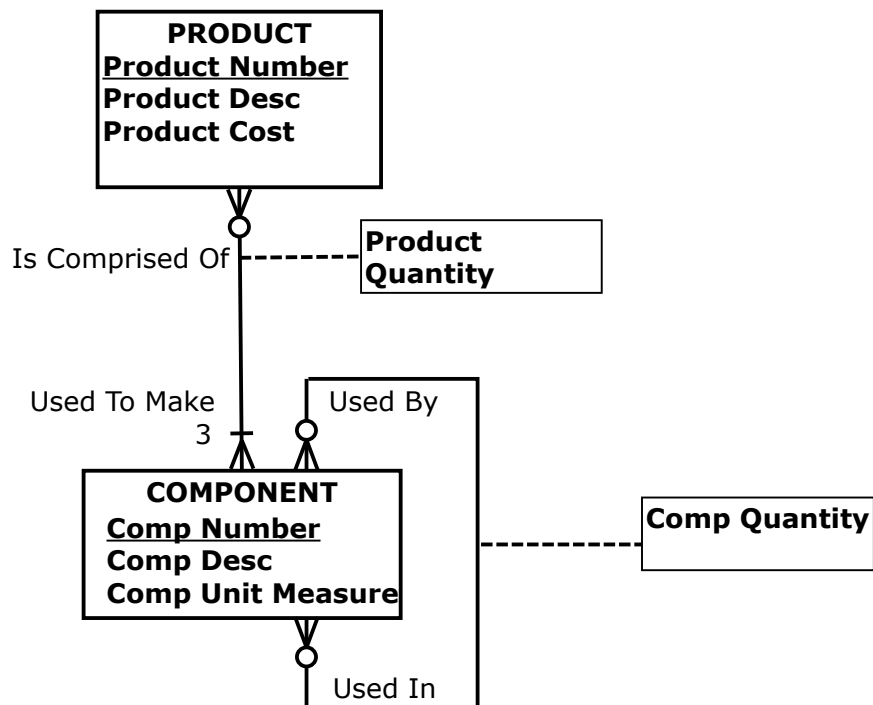 PRODUCT
Product Number
Product Desc
Product Cost
Is Comprised Of
Product
Quantity
Used To Make
3
Used By
COMPONENT
Comp Number
Comp Desc
Comp Unit Measure
Comp Quantity
Used In